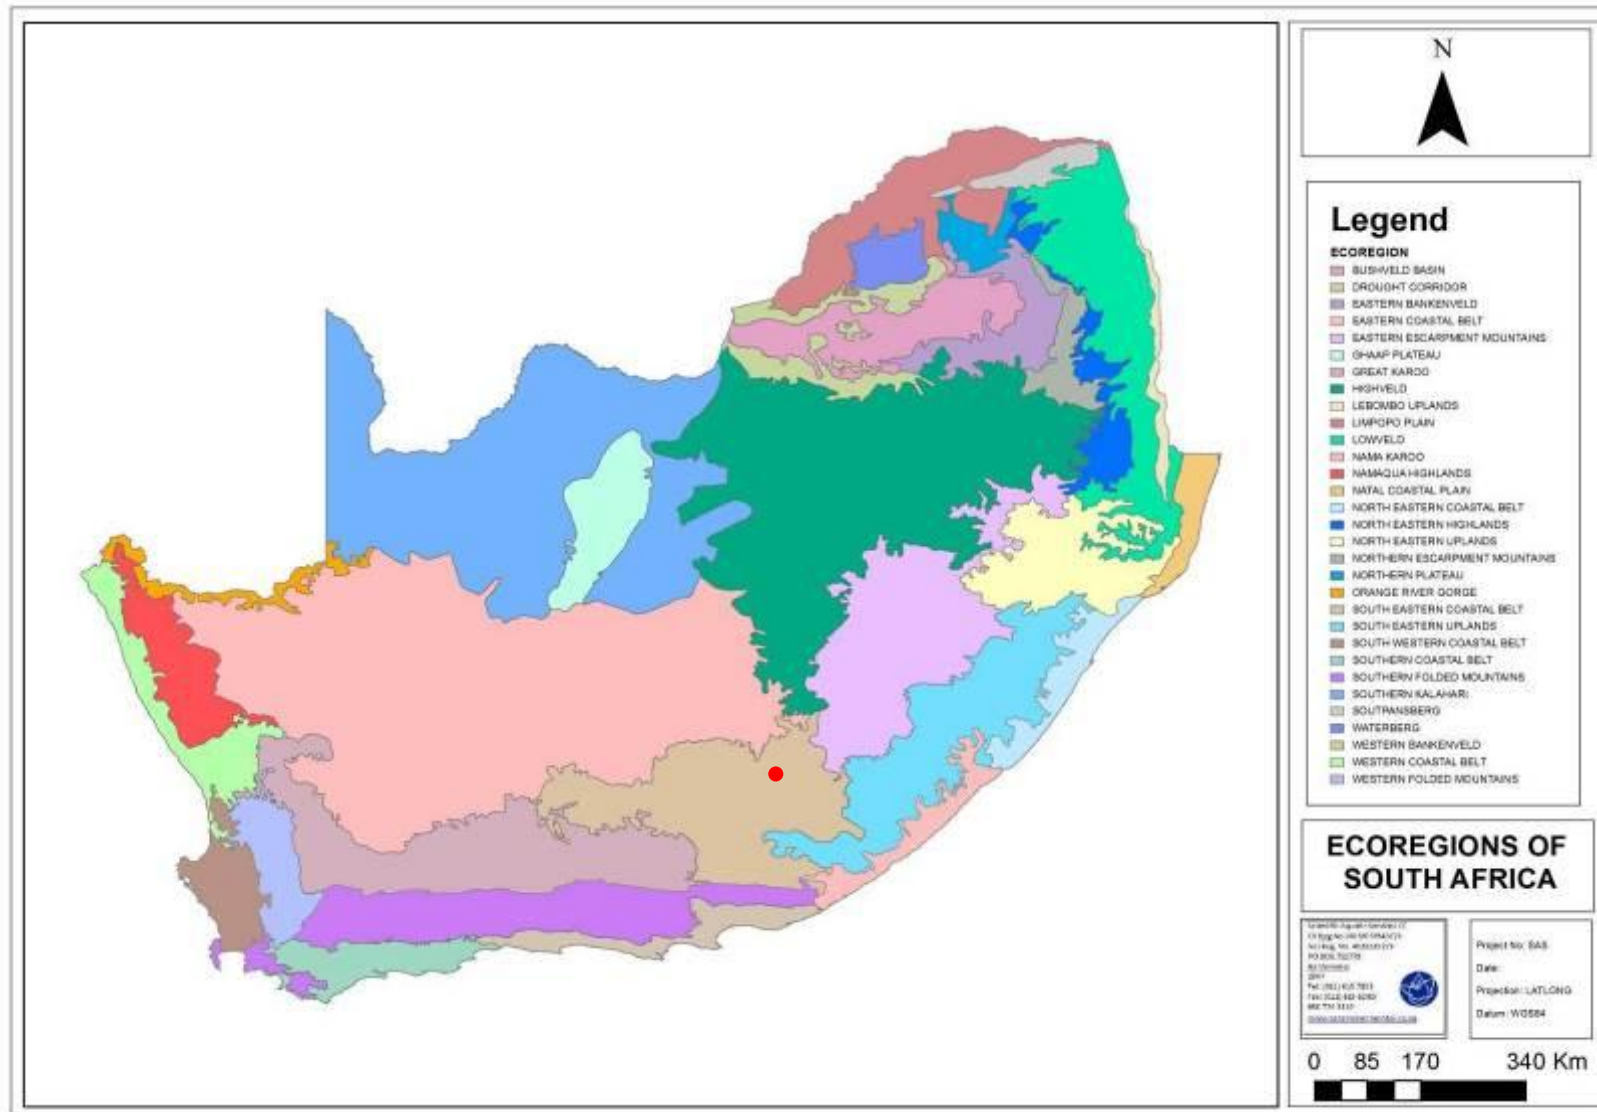 N
Legend
ECOREGION
BUSHVELD BASIN
DROUGHT CORRIDOR
EASTERN BANKENVELD
EASTERN COASTAL BELT
EASTERN ESCARPMENT MOUNTAINS
GHAAP PLATEAU
GREAT KAROO
HIGHVELD
LEBOMBO UPLANDS
LIMPOPO PLAIN
LOWVELD
NAMA KAROO
NAMAQUA HIGHLANDS
NATAL COASTAL PLAIN
NORTH EASTERN COASTAL BELT
NORTH EASTERN HIGHLANDS
NORTH EASTERN UPLANDS
NORTHERN ESCARPMENT MOUNTAINS
NORTHERN PLATEAU
ORANGE RIVER GORGE
SOUTH EASTERN COASTAL BELT
SOUTH EASTERN UPLANDS
SOUTH WESTERN COASTAL BELT
SOUTHERN COASTAL BELT
SOUTHERN FOLDED MOUNTAINS
SOUTHERN KALAHARI
SOUTPANSBERG
WATERBERG
WESTERN BANKENVELD
WESTERN COASTAL BELT
WESTERN FOLDED MOUNTAINS
ECOREGIONS OF
SOUTH AFRICA
Project No: SAS
Date:
Projection: LATLONG
Datum: WGS84
0 85 170 340 Km